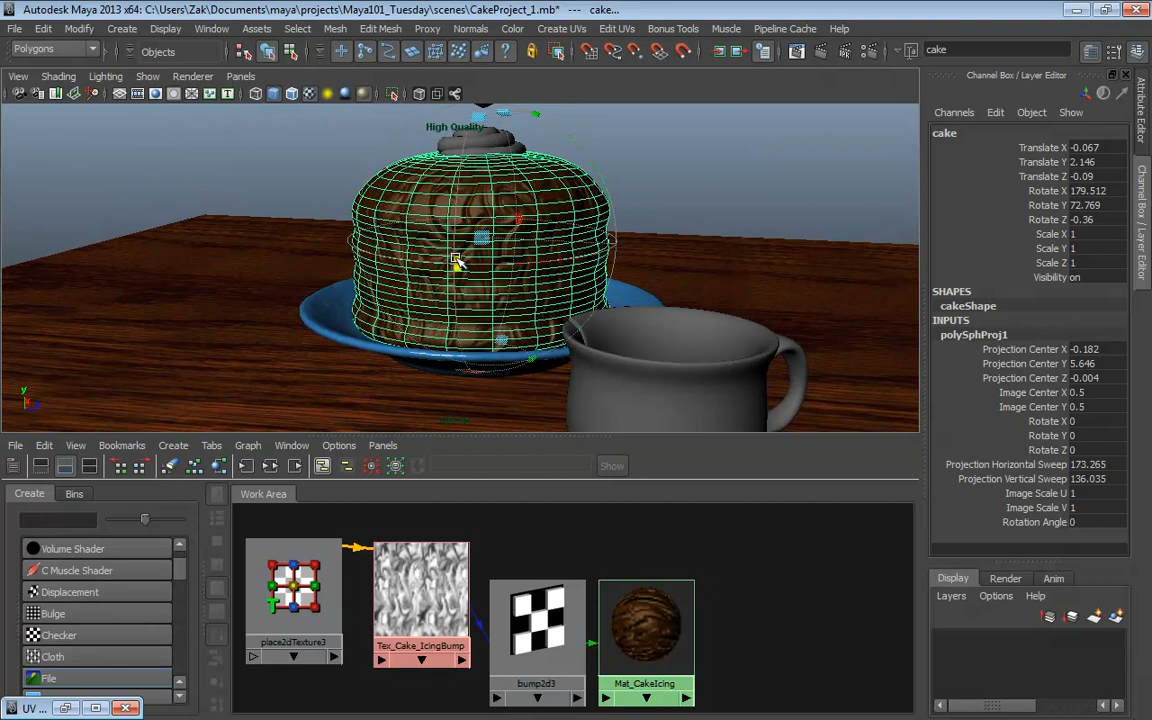 Autodesk Maya 2013 x64: C:\Users\Zak\Documents\maya\projects\Maya101_Tuesday\scenes\CakeProject_1.mb* --- cake...
File Edit Modify Create Display Window Assets Select Mesh Edit Mesh Proxy Normals Color Create UVs Edit UVs Bonus Tools Muscle Pipeline Cache
Polygons Objects cake
View Shading Lighting Show Renderer Panels
High Quality
Channel Box / Layer Editor
Channels Edit Object Show
cake
Translate X -0.067
Translate Y 2.146
Translate Z -0.09
Rotate X 179.512
Rotate Y 72.769
Rotate Z -0.36
Scale X 1
Scale Y 1
Scale Z 1
Visibility on
SHAPES
cakeShape
INPUTS
polySphProj1
Projection Center X -0.182
Projection Center Y 5.646
Projection Center Z -0.004
Image Center X 0.5
Image Center Y 0.5
Rotate X 0
Rotate Y 0
Rotate Z 0
Projection Horizontal Sweep 173.265
Projection Vertical Sweep 136.035
Image Scale U 1
Image Scale V 1
Rotation Angle 0
Attribute Editor
Channel Box / Layer Editor
Display Render Anim
Layers Options Help
File Edit View Bookmarks Create Tabs Graph Window Options Panels
Show
Create Bins
Work Area
Volume Shader
C Muscle Shader
Displacement
Bulge
Checker
Cloth
File
place2dTexture3
Tex_Cake_IcingBump
bump2d3
Mat_CakeIcing
UV ...
y